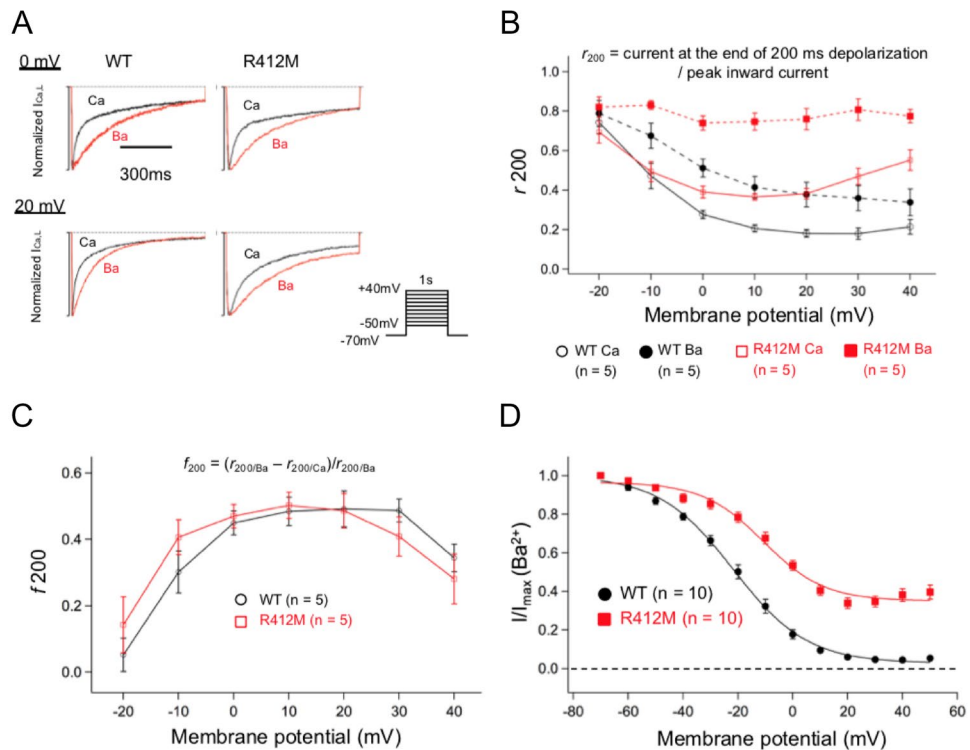 A
0 mV
WT
R412M
Normalized ICa,L
Ca
Ba
300ms
Ca
Ba
20 mV
Normalized ICa,L
Ca
Ba
Ca
Ba
1s
+40mV
-50mV
-70mV
B
r200 = current at the end of 200 ms depolarization
/ peak inward current
r 200
1.0
0.8
0.6
0.4
0.2
0.0
-20 -10 0 10 20 30 40
Membrane potential (mV)
WT Ca
(n = 5)
WT Ba
(n = 5)
R412M Ca
(n = 5)
R412M Ba
(n = 5)
C
f200 = (r200/Ba – r200/Ca)/r200/Ba
f 200
0.6
0.4
0.2
0.0
WT (n = 5)
R412M (n = 5)
-20 -10 0 10 20 30 40
Membrane potential (mV)
D
I/Imax (Ba2+)
1.0
0.8
0.6
0.4
0.2
0.0
WT (n = 10)
R412M (n = 10)
-80 -60 -40 -20 0 20 40 60
Membrane potential (mV)